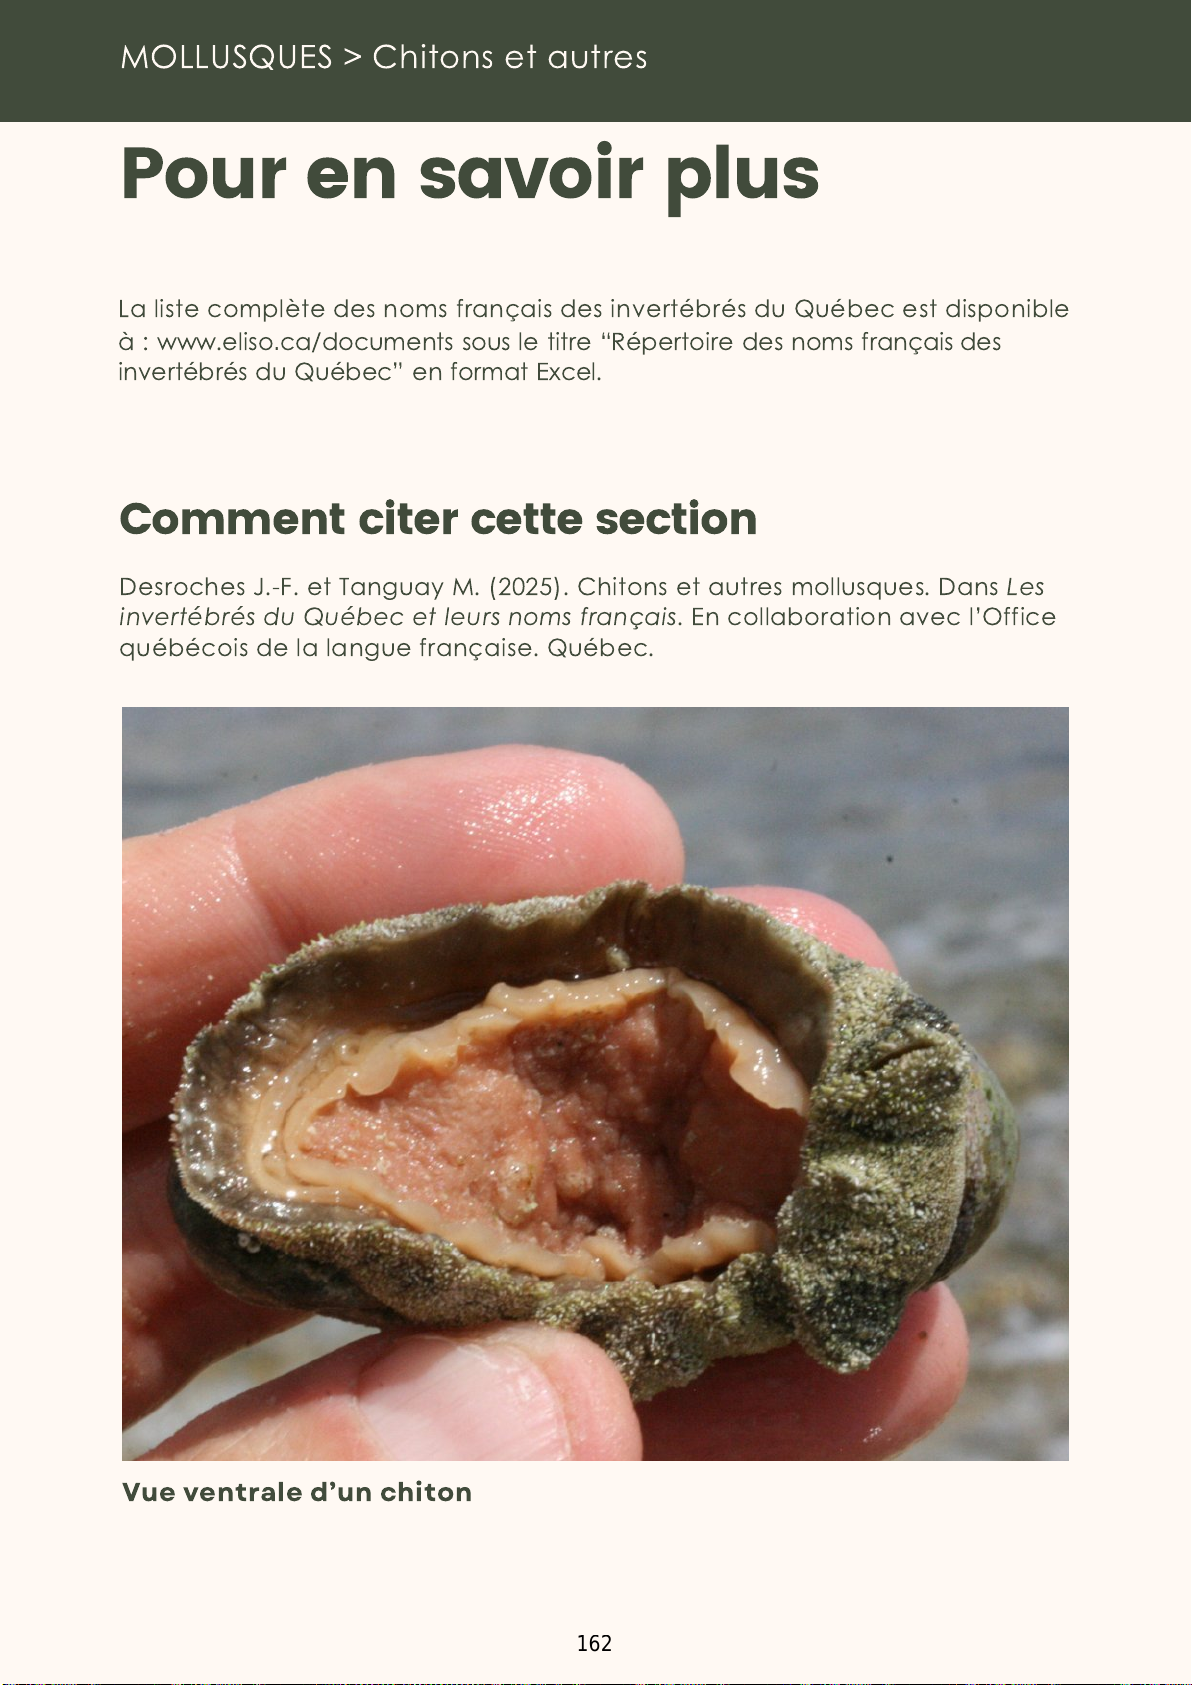 MOLLUSQUES > Chitons et autres
Pour en savoir plus
La liste complète des noms français des invertébrés du Québec est disponible
à : www.eliso.ca/documents sous le titre “Répertoire des noms français des
invertébrés du Québec” en format Excel.
Comment citer cette section
Desroches J.-F. et Tanguay M. (2025). Chitons et autres mollusques. Dans Les
invertébrés du Québec et leurs noms français. En collaboration avec l’Office
québécois de la langue française. Québec.
Vue ventrale d’un chiton
162